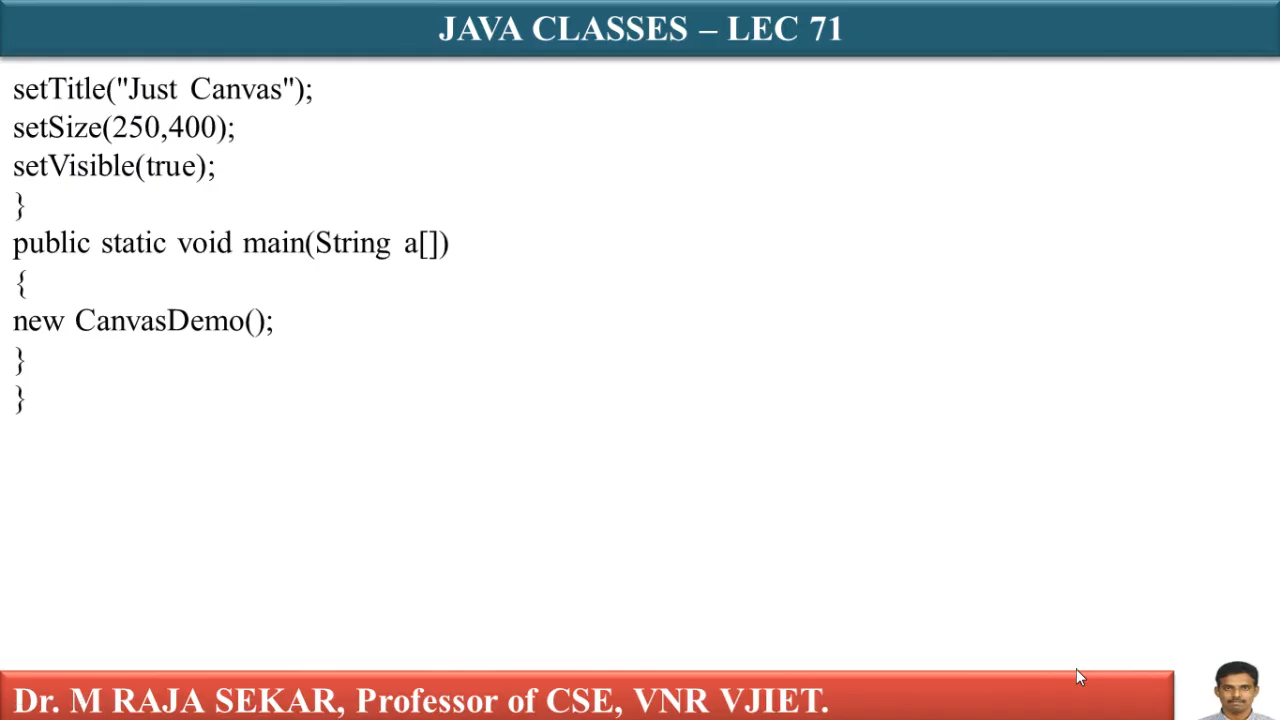 JAVA CLASSES – LEC 71
setTitle("Just Canvas");
setSize(250,400);
setVisible(true);
}
public static void main(String a[])
{
new CanvasDemo();
}
}
Dr. M RAJA SEKAR, Professor of CSE, VNR VJIET.